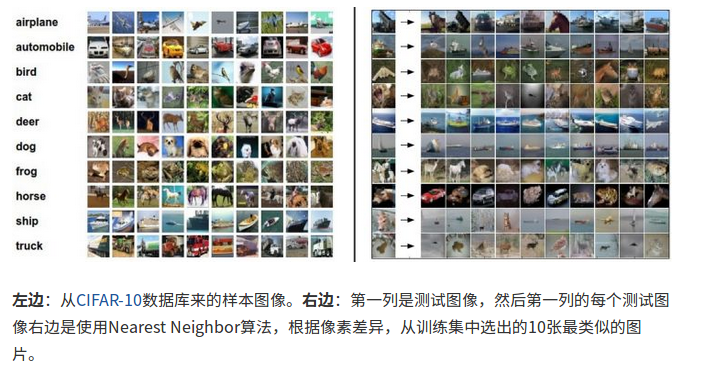 airplane
automobile
bird
cat
deer
dog
frog
horse
ship
truck
左边：从CIFAR-10数据库来的样本图像。右边：第一列是测试图像，然后第一列的每个测试图
像右边是使用Nearest Neighbor算法，根据像素差异，从训练集中选出的10张最类似的图
片。